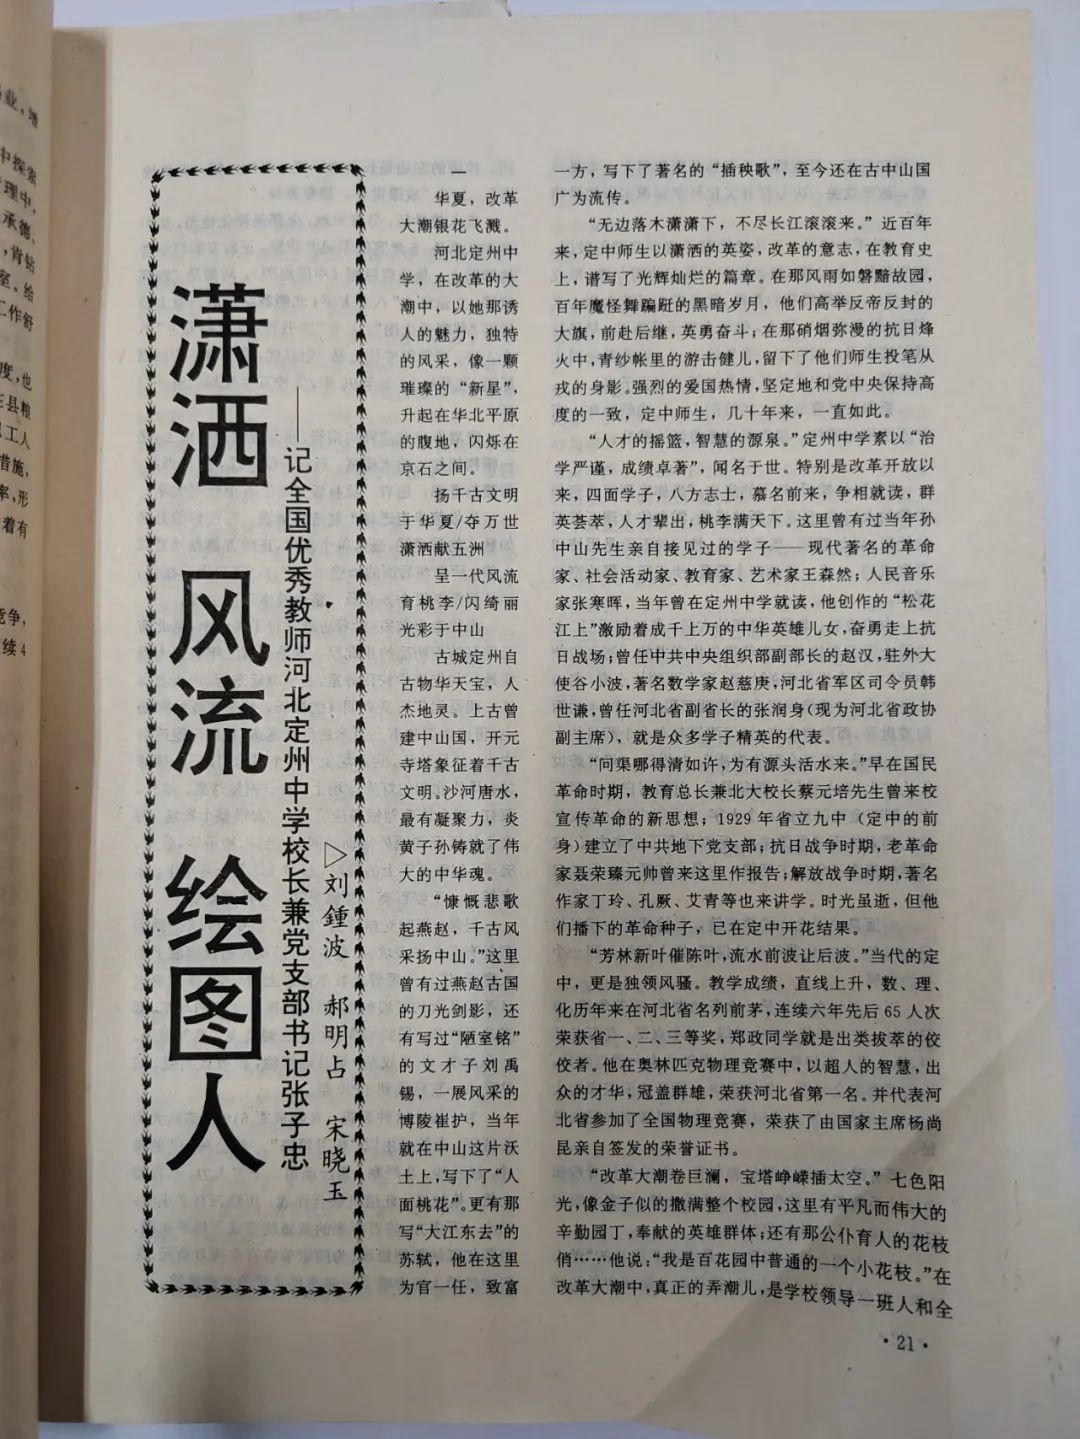 业，增
中探索
理中，
承德、
，肯钻
室。给
工作舒
度，也
县粮
工人
措施，
率，形
着有
竞争，
续4
潇洒 风流 绘图人
——记全国优秀教师河北定州中学校长兼党支部书记张子忠
▷刘鍾波 郝明占 宋晓玉
一
华夏，改革
大潮银花飞溅。
河北定州中
学，在改革的大
潮中，以她那诱
人的魅力，独特
的风采，像一颗
璀璨的“新星”，
升起在华北平原
的腹地，闪烁在
京石之间。
扬千古文明
于华夏/夺万世
潇洒献五洲
呈一代风流
育桃李/闪绮丽
光彩于中山
古城定州自
古物华天宝，人
杰地灵。上古曾
建中山国，开元
寺塔象征着千古
文明。沙河唐水，
最有凝聚力，炎
黄子孙铸就了伟
大的中华魂。
“慷慨悲歌
起燕赵，千古风
采扬中山。”这里
曾有过燕赵古国
的刀光剑影，还
有写过“陋室铭”
的文才子刘禹
锡，一展风采的
博陵崔护，当年
就在中山这片沃
土上，写下了“人
面桃花”。更有那
写“大江东去”的
苏轼，他在这里
为官一任，致富
一方，写下了著名的“插秧歌”，至今还在古中山国
广为流传。
“无边落木潇潇下，不尽长江滚滚来。”近百年
来，定中师生以潇洒的英姿，改革的意志，在教育史
上，谱写了光辉灿烂的篇章。在那风雨如磐黯故园，
百年魔怪舞蹁跹的黑暗岁月，他们高举反帝反封的
大旗，前赴后继，英勇奋斗；在那硝烟弥漫的抗日烽
火中，青纱帐里的游击健儿，留下了他们师生投笔从
戎的身影。强烈的爱国热情，坚定地和党中央保持高
度的一致，定中师生，几十年来，一直如此。
“人才的摇篮，智慧的源泉。”定州中学素以“治
学严谨，成绩卓著”，闻名于世。特别是改革开放以
来，四面学子，八方志士，慕名前来，争相就读，群
英荟萃，人才辈出，桃李满天下。这里曾有过当年孙
中山先生亲自接见过的学子——现代著名的革命
家、社会活动家、教育家、艺术家王森然；人民音乐
家张寒晖，当年曾在定州中学就读，他创作的“松花
江上”激励着成千上万的中华英雄儿女，奋勇走上抗
日战场；曾任中共中央组织部副部长的赵汉，驻外大
使谷小波，著名数学家赵慈庚，河北省军区司令员韩
世谦，曾任河北省副省长的张润身（现为河北省政协
副主席），就是众多学子精英的代表。
“问渠哪得清如许，为有源头活水来。”早在国民
革命时期，教育总长兼北大校长蔡元培先生曾来校
宣传革命的新思想；1929年省立九中（定中的前
身）建立了中共地下党支部；抗日战争时期，老革命
家聂荣臻元帅曾来这里作报告；解放战争时期，著名
作家丁玲、孔厥、艾青等也来讲学。时光虽逝，但他
们播下的革命种子，已在定中开花结果。
“芳林新叶催陈叶，流水前波让后波。”当代的定
中，更是独领风骚。教学成绩，直线上升，数、理、
化历年来在河北省名列前茅，连续六年先后65人次
荣获省一、二、三等奖，郑政同学就是出类拔萃的佼
佼者。他在奥林匹克物理竞赛中，以超人的智慧，出
众的才华，冠盖群雄，荣获河北省第一名。并代表河
北省参加了全国物理竞赛，荣获了由国家主席杨尚
昆亲自签发的荣誉证书。
“改革大潮卷巨澜，宝塔峥嵘插太空。”七色阳
光，像金子似的撒满整个校园，这里有平凡而伟大的
辛勤园丁，奉献的英雄群体；还有那公仆育人的花枝
俏……他说：“我是百花园中普通的一个小花枝。”在
改革大潮中，真正的弄潮儿，是学校领导一班人和全
·21·